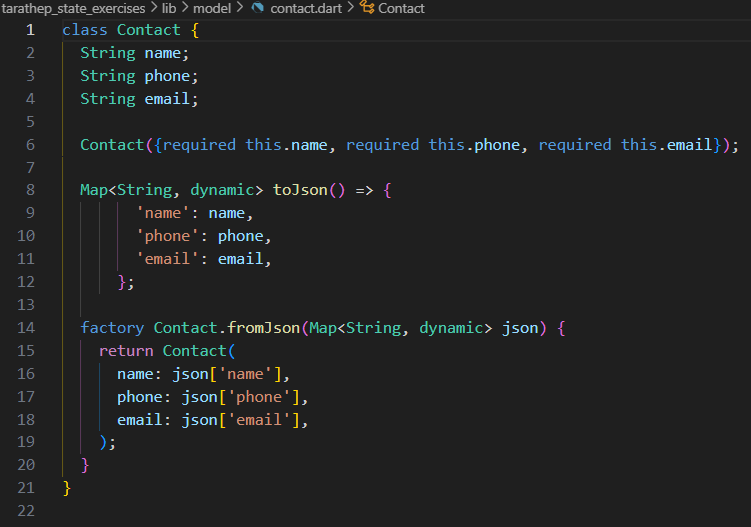 tarathep_state_exercises > lib > model > contact.dart > Contact
1 class Contact {
2   String name;
3   String phone;
4   String email;
5
6   Contact({required this.name, required this.phone, required this.email});
7
8   Map<String, dynamic> toJson() => {
9         'name': name,
10         'phone': phone,
11         'email': email,
12       };
13
14   factory Contact.fromJson(Map<String, dynamic> json) {
15     return Contact(
16       name: json['name'],
17       phone: json['phone'],
18       email: json['email'],
19     );
20   }
21 }
22